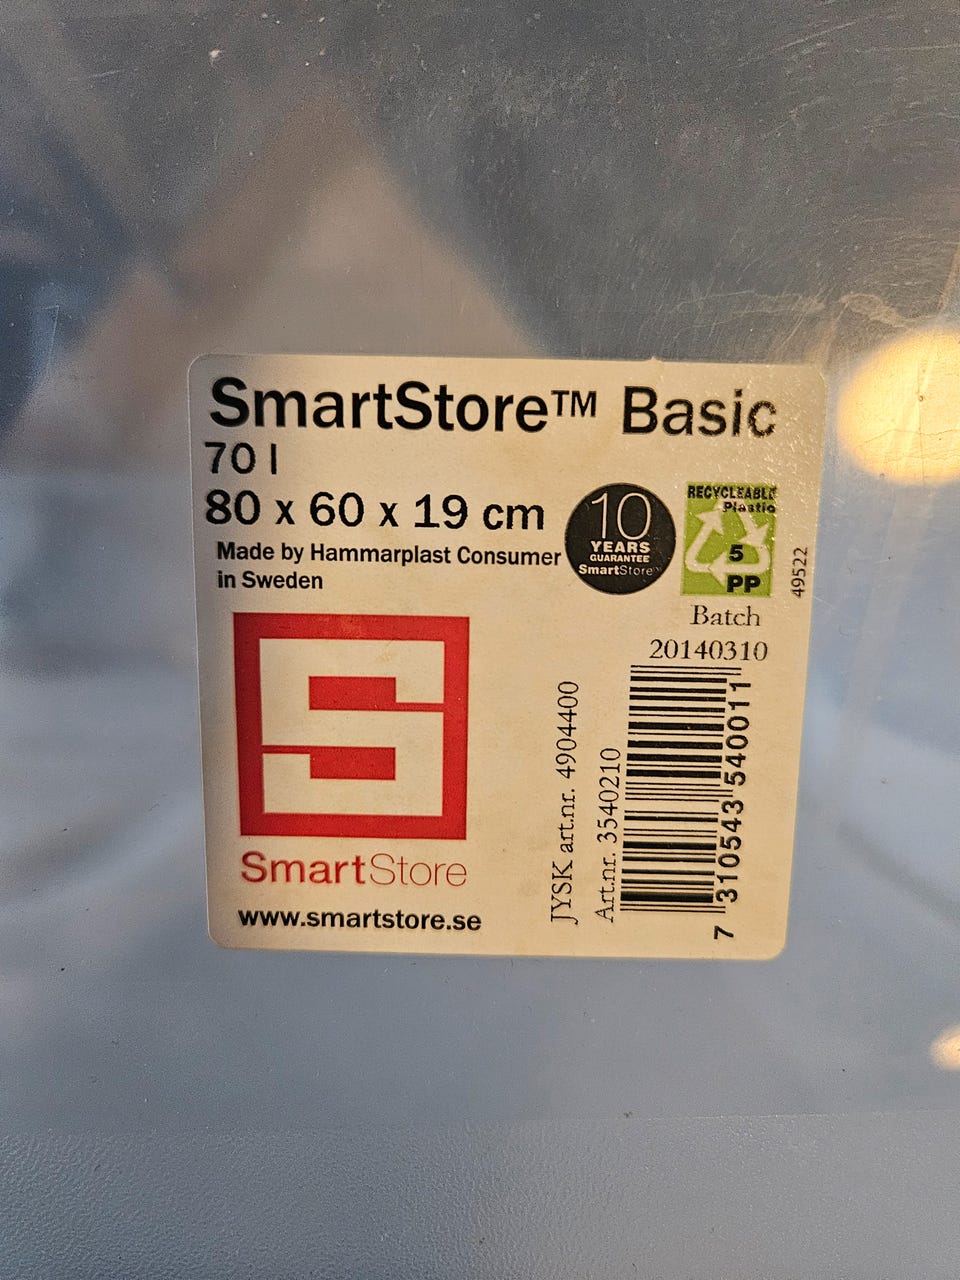 SmartStore™ Basic
70 l
80 x 60 x 19 cm
Made by Hammarplast Consumer
in Sweden
10
YEARS
GUARANTEE
SmartStore™
RECYCLEABLE
Plastic
5
PP
49522
Batch
20140310
JYSK art.nr. 4904400
Art.nr. 3540210
7 310543 540011
SmartStore
www.smartstore.se